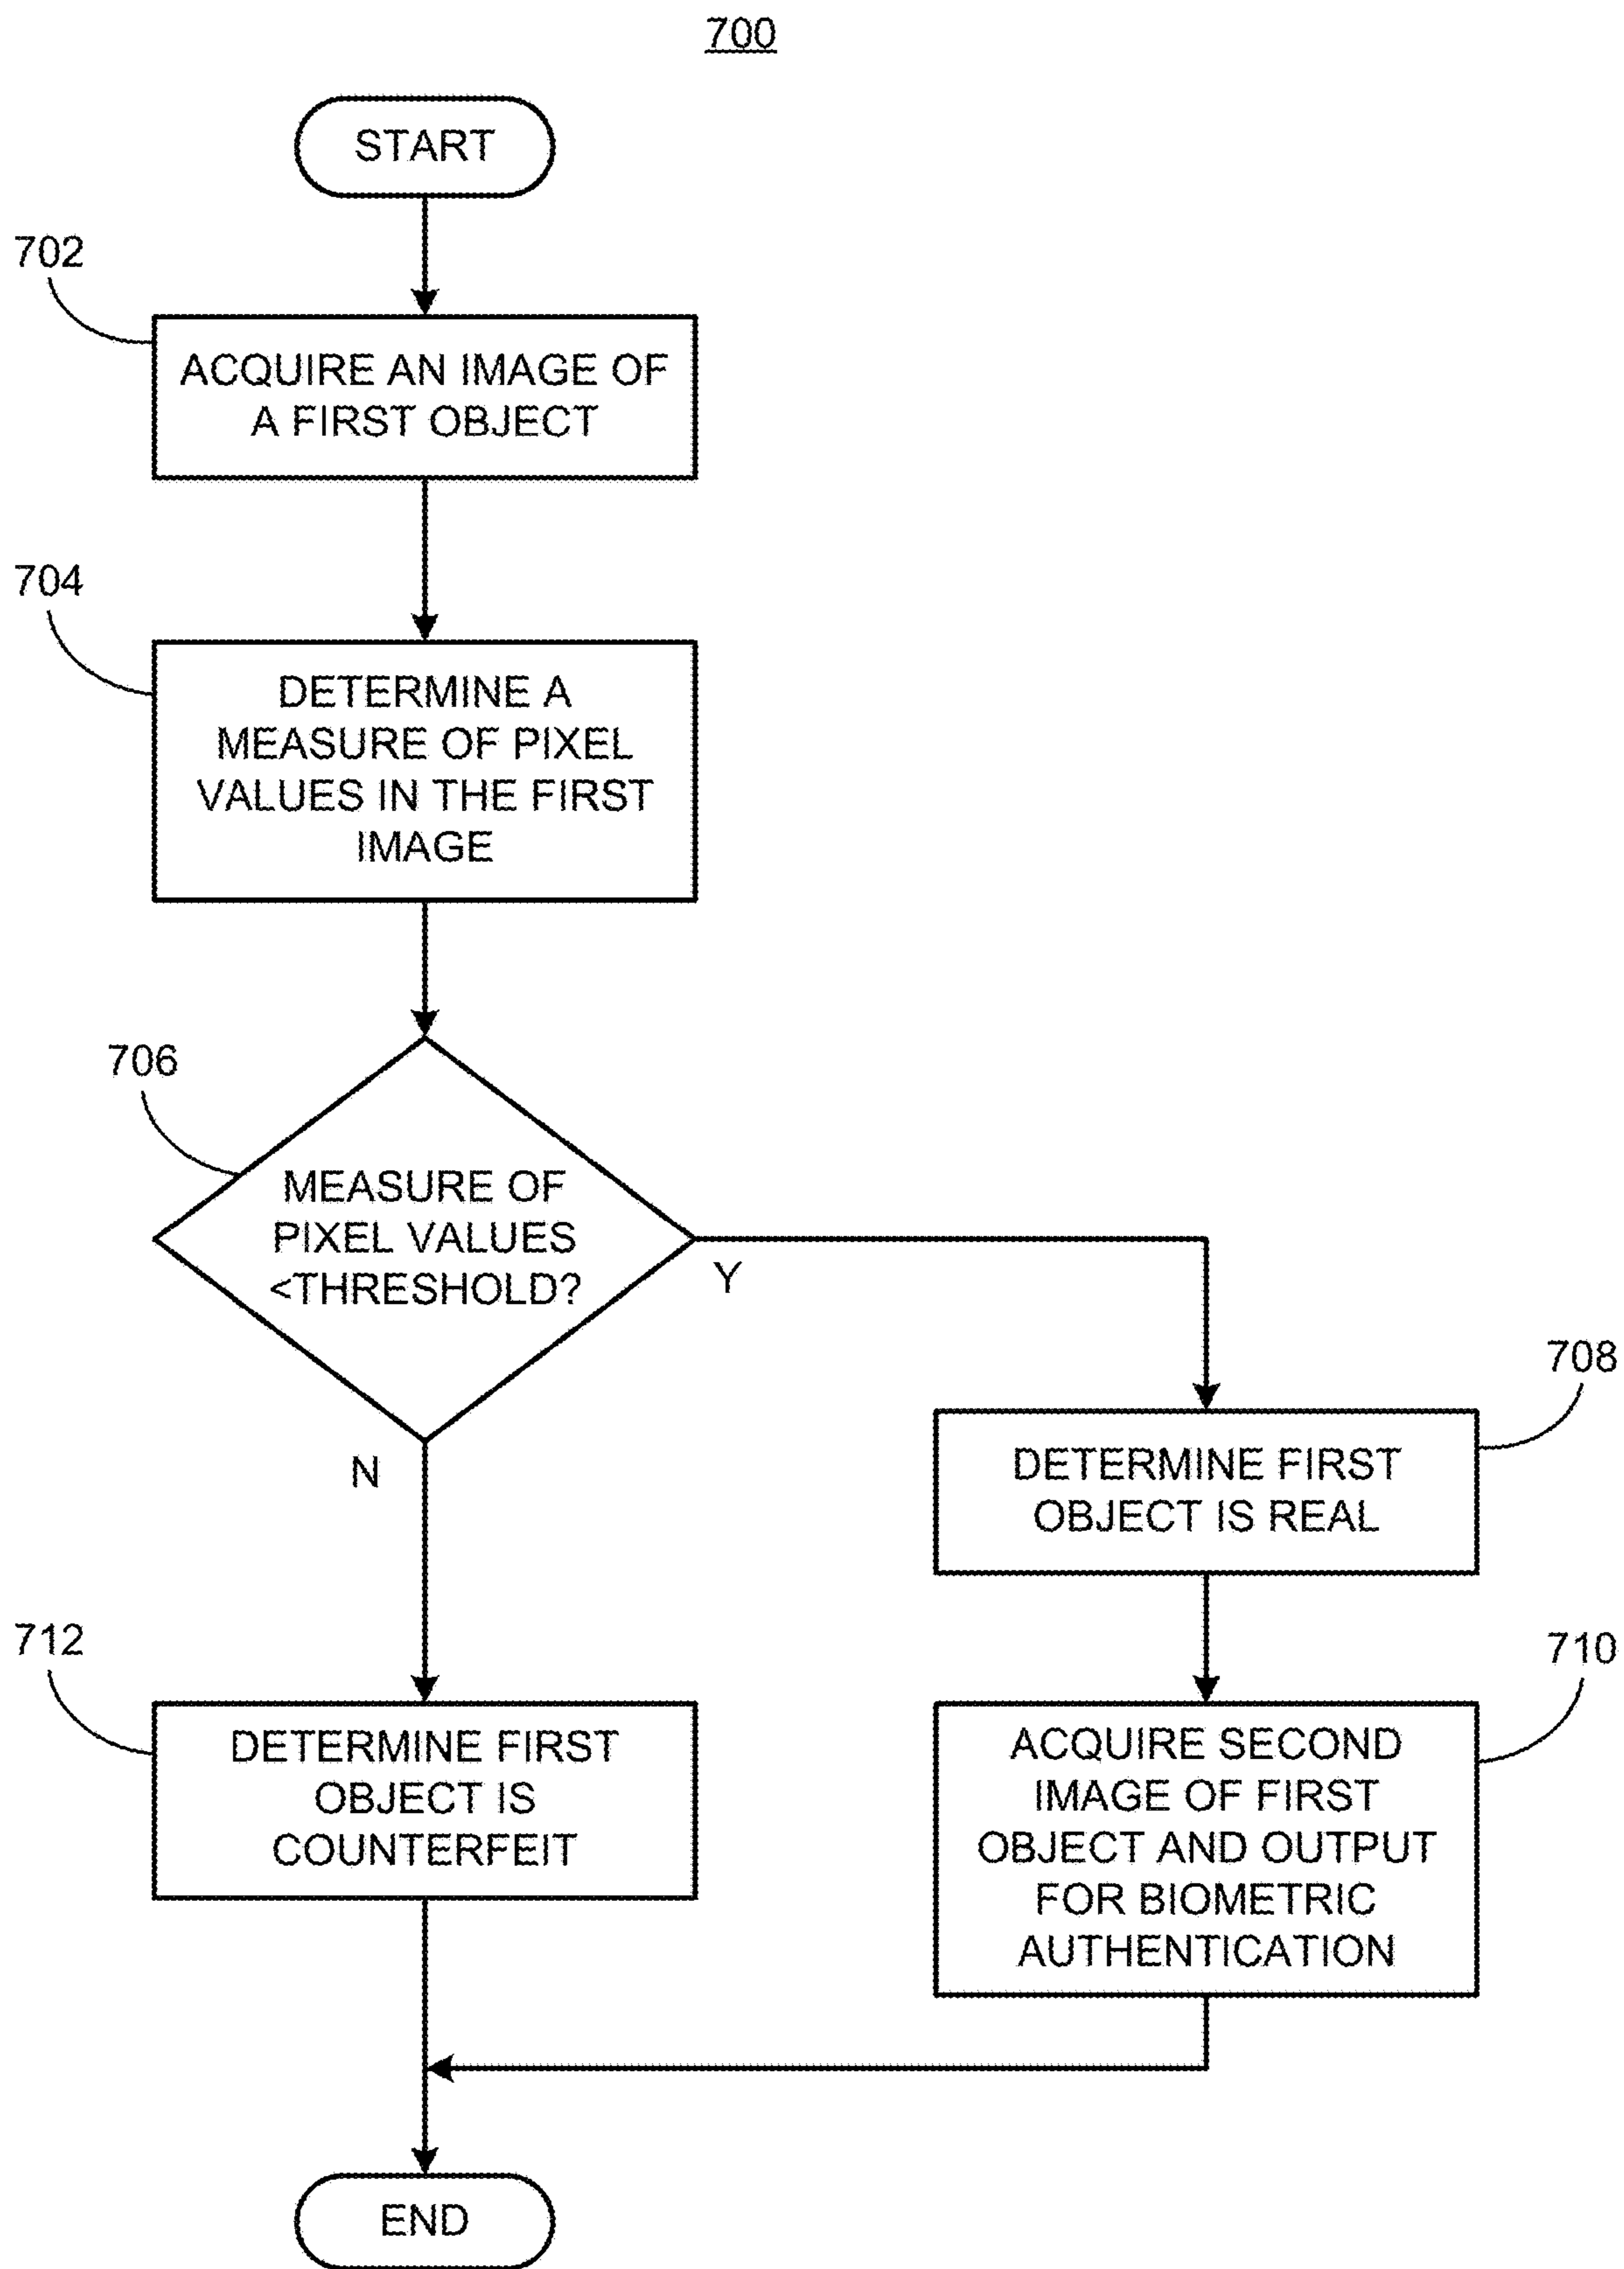 700
START
702
ACQUIRE AN IMAGE OF
A FIRST OBJECT
704
DETERMINE A
MEASURE OF PIXEL
VALUES IN THE FIRST
IMAGE
706
MEASURE OF
PIXEL VALUES
<THRESHOLD?
Y
N
708
DETERMINE FIRST
OBJECT IS REAL
710
ACQUIRE SECOND
IMAGE OF FIRST
OBJECT AND OUTPUT
FOR BIOMETRIC
AUTHENTICATION
712
DETERMINE FIRST
OBJECT IS
COUNTERFEIT
END